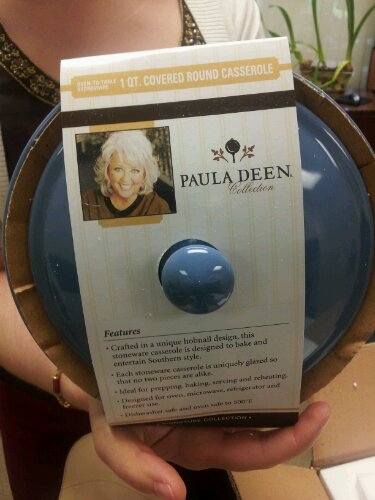 OVEN-TO-TABLE
STONEWARE
1 QT. COVERED ROUND CASSEROLE
PAULA DEEN
Collection
Features
• Crafted in a unique hobnail design, this
stoneware casserole is designed to bake and
entertain Southern style.
• Each stoneware casserole is uniquely glazed so
that no two pieces are alike.
• Ideal for prepping, baking, serving and reheating.
• Designed for oven, microwave, refrigerator and
freezer use.
• Dishwasher safe and oven safe to 500°F.
SIGNATURE COLLECTION •